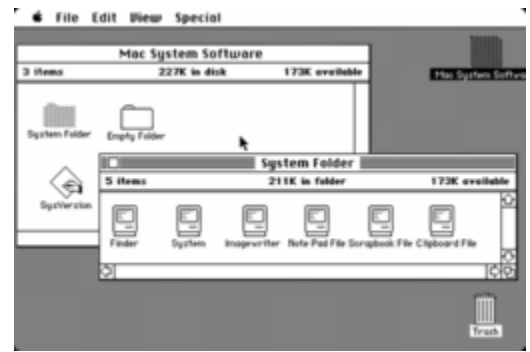 File Edit View Special
Mac System Software
3 items 227K in disk 173K available
Mac System Softwa
System Folder Empty Folder
System Folder
5 items 211K in folder 173K available
SysVersion
Finder System Imagewriter Note Pad File Scrapbook File Clipboard File
Trash